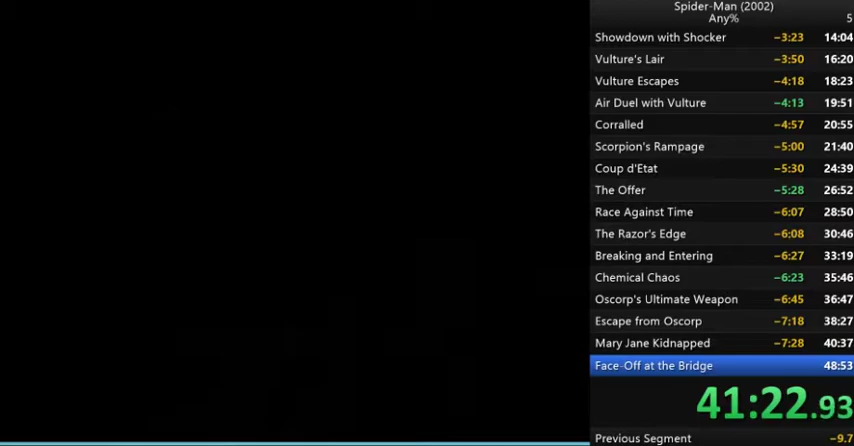 Spider-Man (2002)
Any% 5
Showdown with Shocker −3:23 14:04
Vulture's Lair −3:50 16:20
Vulture Escapes −4:18 18:23
Air Duel with Vulture −4:13 19:51
Corralled −4:57 20:55
Scorpion's Rampage −5:00 21:40
Coup d'Etat −5:30 24:39
The Offer −5:28 26:52
Race Against Time −6:07 28:50
The Razor's Edge −6:08 30:46
Breaking and Entering −6:27 33:19
Chemical Chaos −6:23 35:46
Oscorp's Ultimate Weapon −6:45 36:47
Escape from Oscorp −7:18 38:27
Mary Jane Kidnapped −7:28 40:37
Face-Off at the Bridge 48:53
41:22.93
Previous Segment −9.7